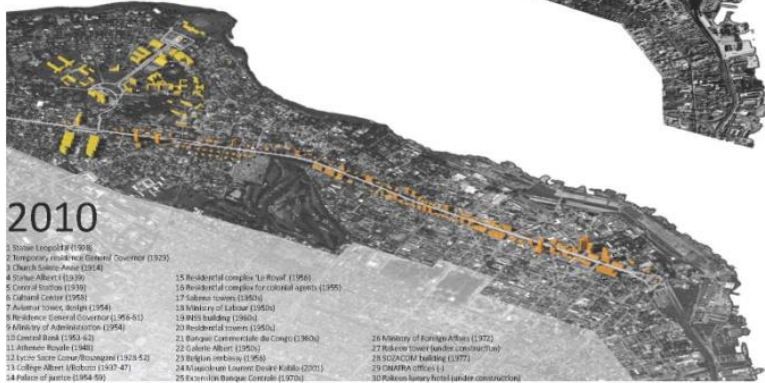 2010
1 Statue Leopold II (1928)
2 Temporary residence General Governor (1929)
3 Church Sainte-Anne (1914)
4 Statue Albert I (1939)
5 Central Station (1939)
6 Cultural Center (1958)
7 Aviamar tower, design (1954)
8 Residence General Governor (1956-61)
9 Ministry of Administration (1954)
10 Central Bank (1953-62)
11 Athénée Royale (1948)
12 Lycée Sacré Coeur/Bosangani (1928-52)
13 Collège Albert I/Boboto (1937-47)
14 Palace of justice (1954-59)
15 Residential complex 'Le Royal' (1956)
16 Residential complex for colonial agents (1955)
17 Sabena towers (1950s)
18 Ministry of Labour (1950s)
19 INSS building (1960s)
20 Residential towers (1950s)
21 Banque Commerciale du Congo (1960s)
22 Galerie Albert (1950s)
23 Belgian embassy (1956)
24 Mausoleum Laurent Desiré Kabila (2001)
25 Extension Banque Centrale (1970s)
26 Ministry of Foreign Affairs (1972)
27 tower (under construction)
28 SOZACOM building (1977)
29 ONATRA offices (-)
30 luxury hotel (under construction)